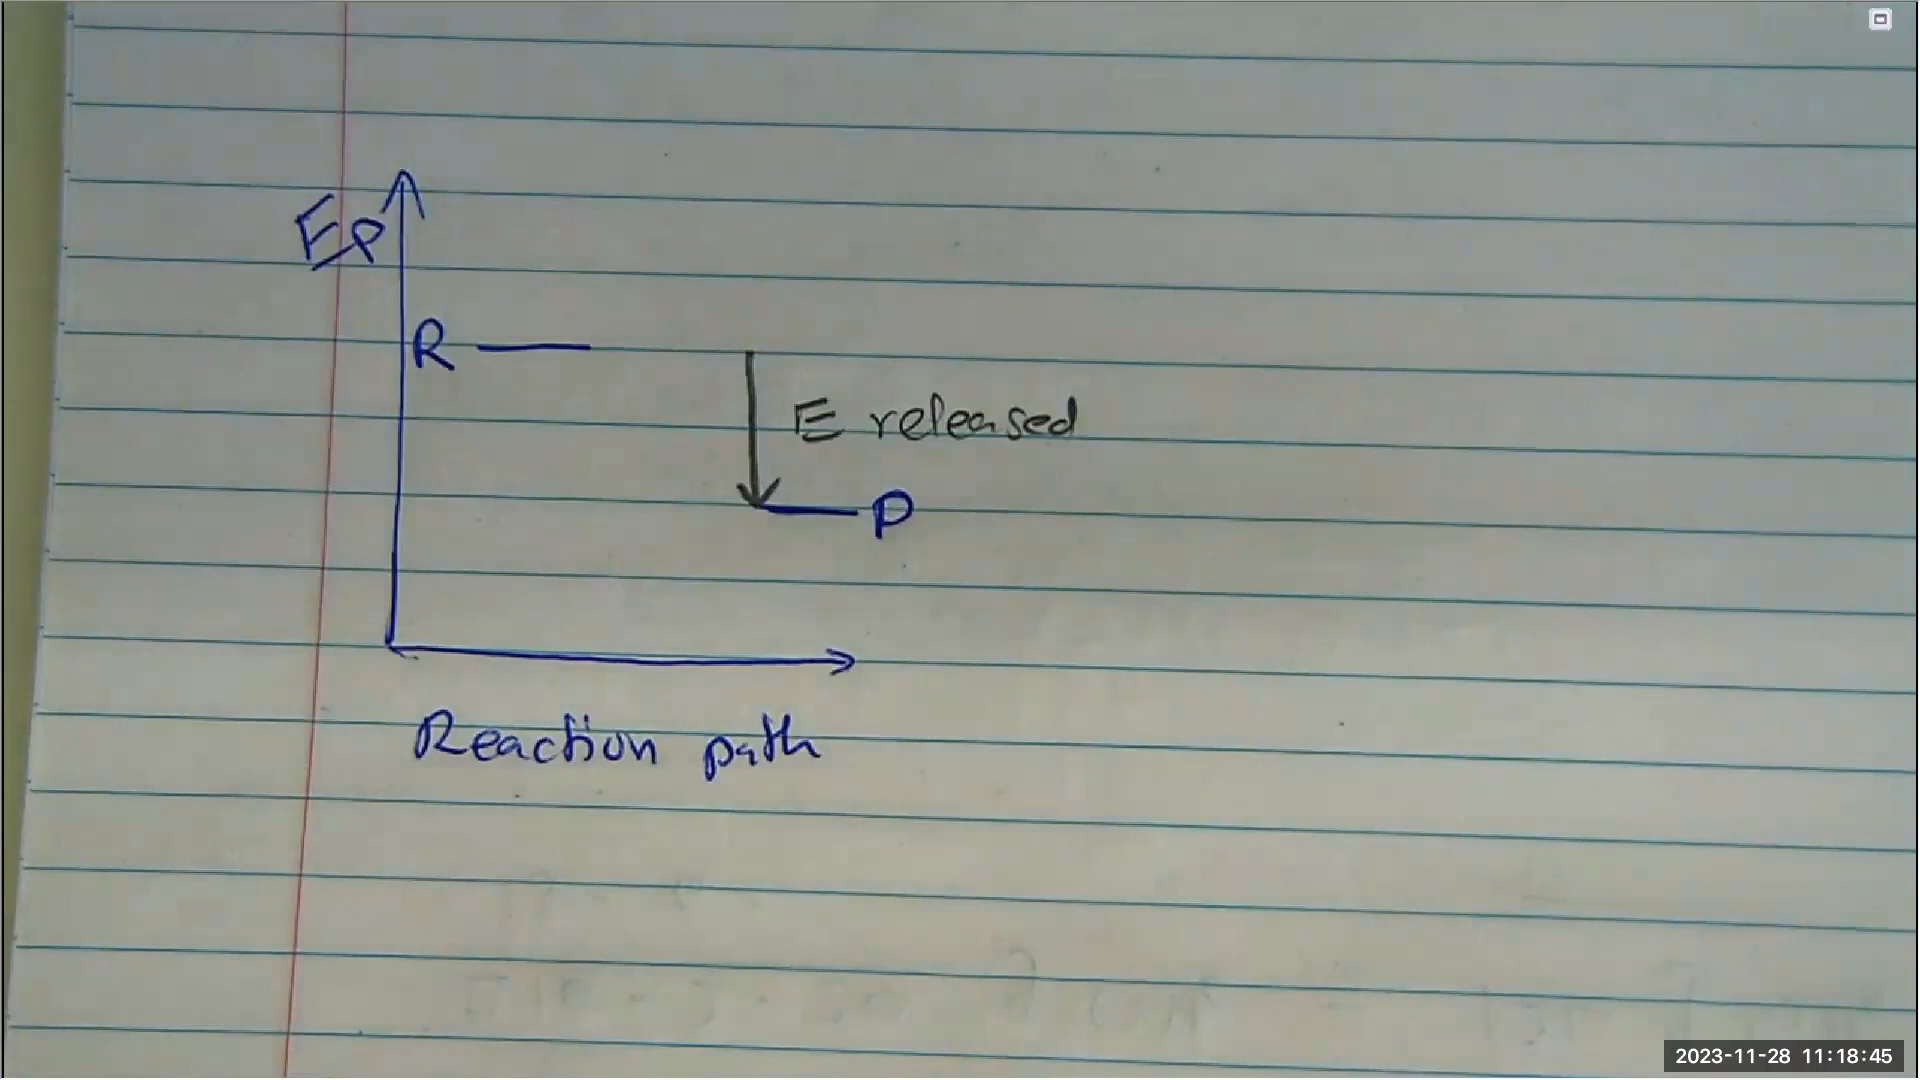 Ep
R
E released
P
Reaction path
2023-11-28 11:18:45